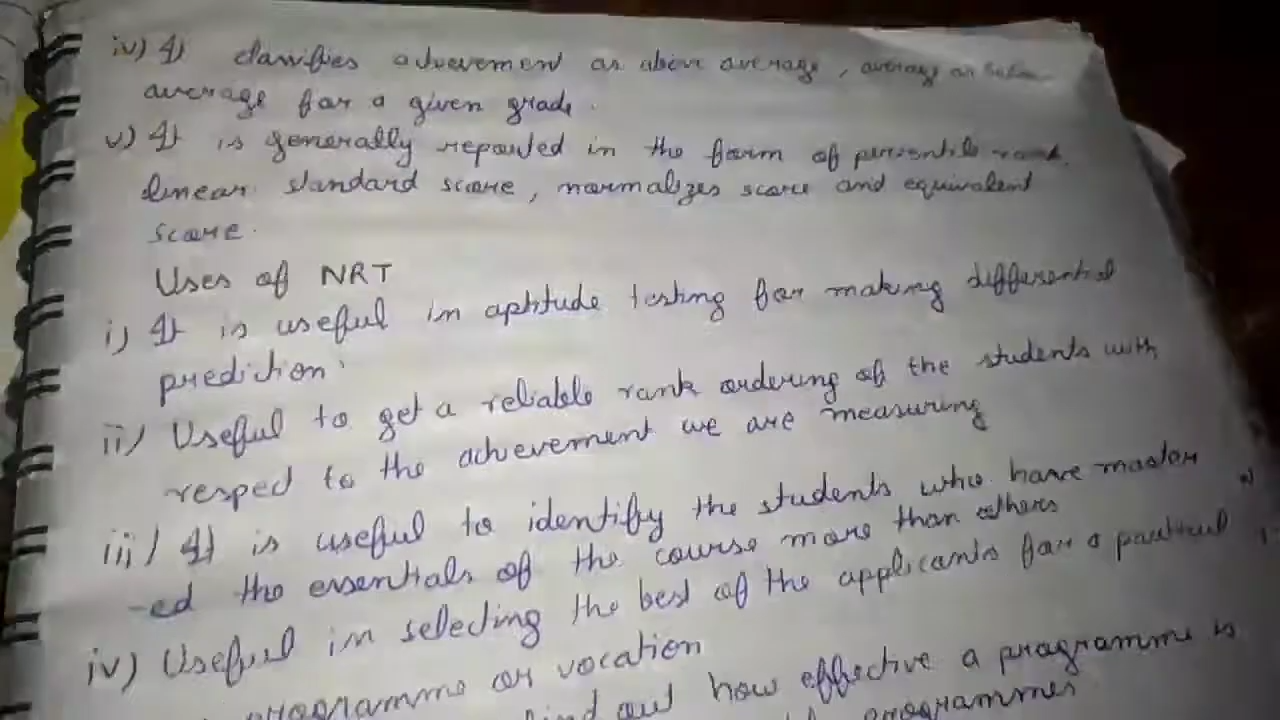 iv) It classifies achievement as above average, average or below
average for a given grade.
v) It is generally reported in the form of percentile rank,
linear standard score, normalizes score and equivalent
score.
Uses of NRT
i) It is useful in aptitude testing for making differential
prediction.
ii) Useful to get a reliable rank ordering of the students with
respect to the achievement we are measuring
iii) It is useful to identify the students who have master
-ed the essentials of the course more than others
iv) Useful in selecting the best of the applicants for a particul
programme or vocation
find out how effective a programme is
programmes